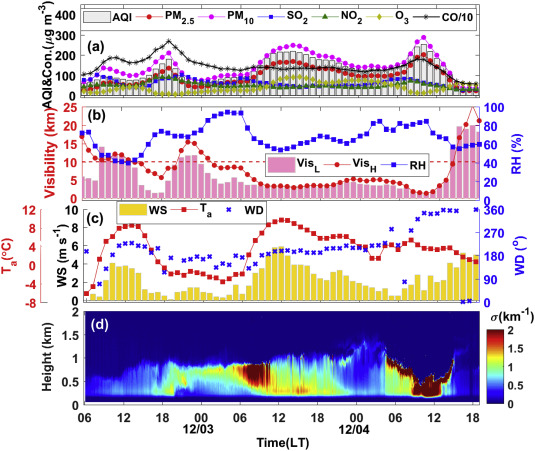 AQI PM2.5 PM10 SO2 NO2 O3 CO/10
AQI&Con.(μg m-3)
400
300
200
100
0
(a)
Visibility (km)
25
20
15
10
5
0
(b)
VisL VisH RH
100
80
60
40
20
0
RH (%)
WS Ta WD
Ta(°C)
12
8
4
0
-4
-8
WS (m s-1)
10
8
6
4
2
0
(c)
360
270
180
90
0
WD (°)
Height (km)
2
1.5
1
0.5
0
(d)
σ(km-1)
2
1.5
1
0.5
0
06 12 18 00 06 12 18 00 06 12 18
12/03 12/04
Time(LT)